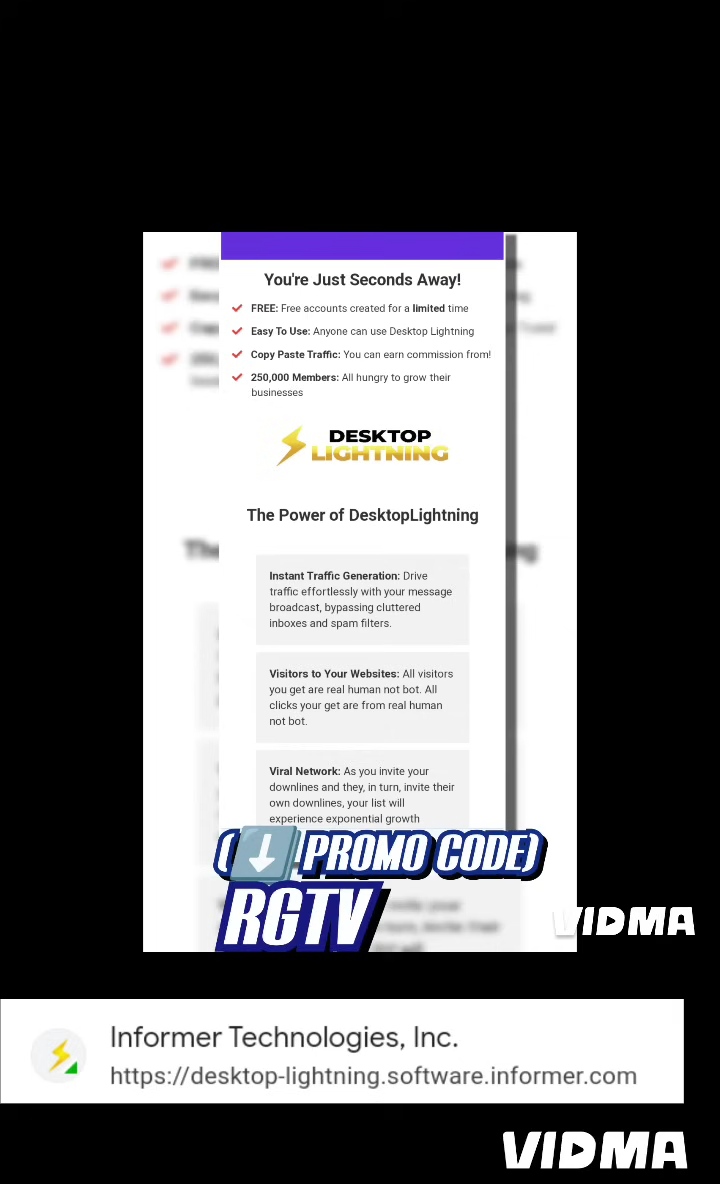 You're Just Seconds Away!
FREE: Free accounts created for a limited time
Easy To Use: Anyone can use Desktop Lightning
Copy Paste Traffic: You can earn commission from!
250,000 Members: All hungry to grow their
businesses
DESKTOP
LIGHTNING
The Power of DesktopLightning
Instant Traffic Generation: Drive
traffic effortlessly with your message
broadcast, bypassing cluttered
inboxes and spam filters.
Visitors to Your Websites: All visitors
you get are real human not bot. All
clicks your get are from real human
not bot.
Viral Network: As you invite your
downlines and they, in turn, invite their
own downlines, your list will
experience exponential growth
(⬇️ PROMO CODE)
RGTV
VIDMA
Informer Technologies, Inc.
https://desktop-lightning.software.informer.com
VIDMA